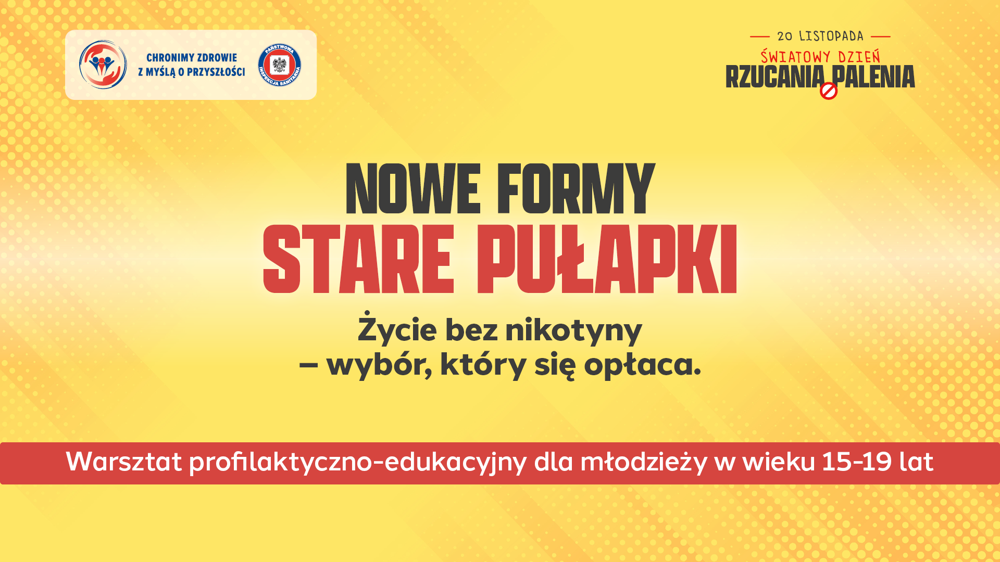 CHRONIMY ZDROWIE
Z MYŚLĄ O PRZYSZŁOŚCI
PAŃSTWOWA
INSPEKCJA SANITARNA
20 LISTOPADA
ŚWIATOWY DZIEŃ
RZUCANIA PALENIA
NOWE FORMY
STARE PUŁAPKI
Życie bez nikotyny
– wybór, który się opłaca.
Warsztat profilaktyczno-edukacyjny dla młodzieży w wieku 15-19 lat